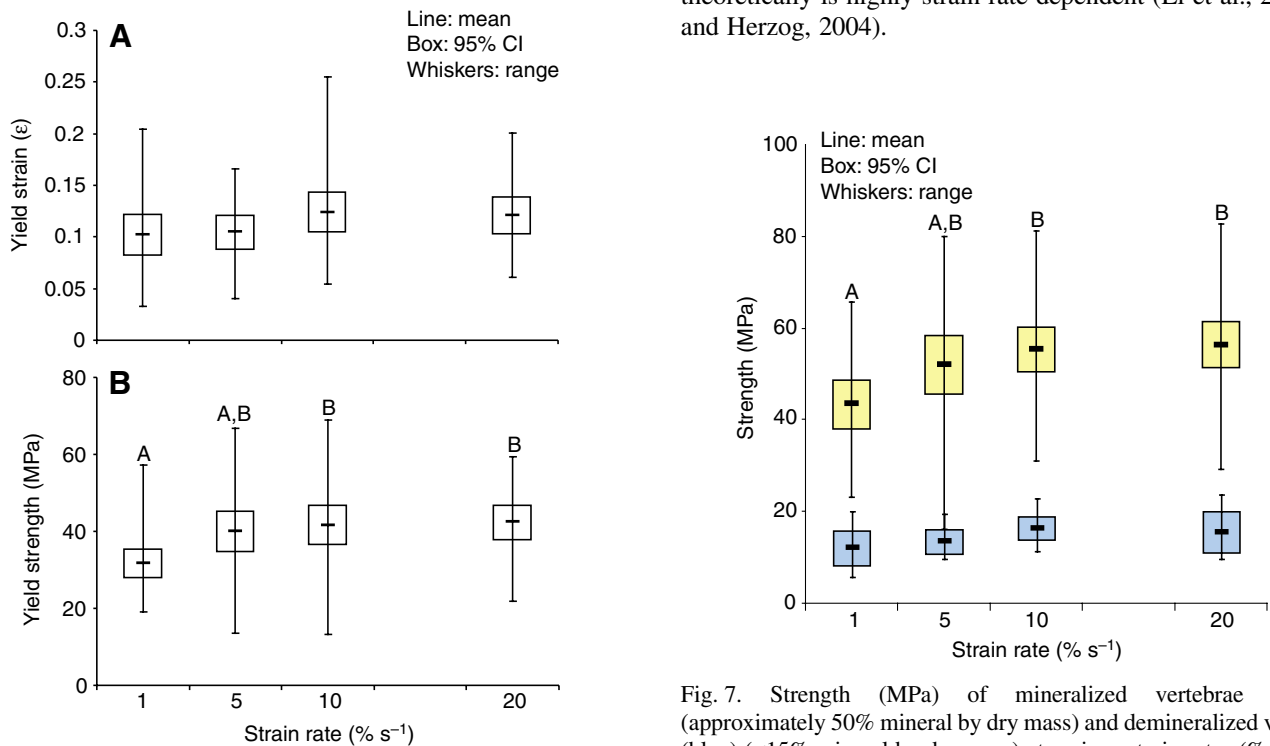 theoretically is highly strain rate dependent (Li et al., 2
and Herzog, 2004).
A
Line: mean
Box: 95% CI
Whiskers: range
0.3
0.25
0.2
0.15
0.1
0.05
0
Yield strain (ε)
B
80
60
40
20
0
Yield strength (MPa)
A
A,B
B
B
1 5 10 20
Strain rate (% s–1)
Line: mean
Box: 95% CI
Whiskers: range
100
80
60
40
20
0
Strength (MPa)
A
A,B
B
B
1 5 10 20
Strain rate (% s–1)
Fig. 7. Strength (MPa) of mineralized vertebrae
(approximately 50% mineral by dry mass) and demineralized v